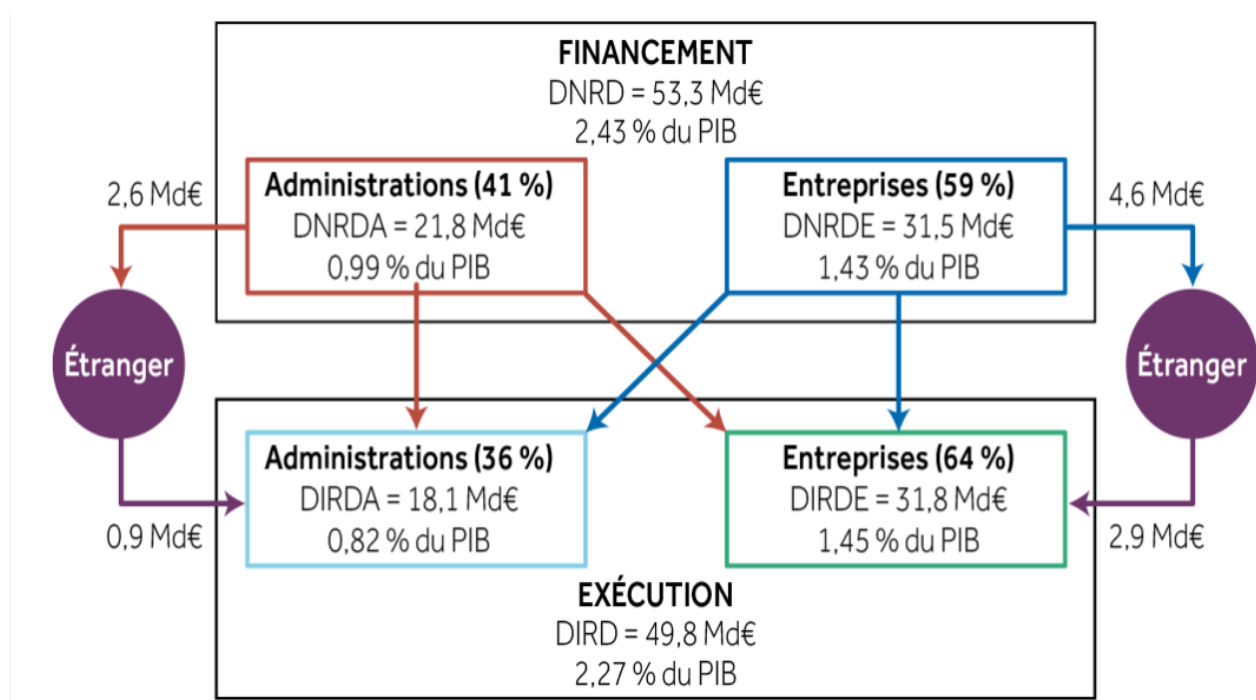 FINANCEMENT
DNRD = 53,3 Md€
2,43 % du PIB
2,6 Md€
Administrations (41 %)
DNRDA = 21,8 Md€
0,99 % du PIB
Entreprises (59 %)
DNRDE = 31,5 Md€
1,43 % du PIB
4,6 Md€
Étranger
Étranger
0,9 Md€
Administrations (36 %)
DIRDA = 18,1 Md€
0,82 % du PIB
Entreprises (64 %)
DIRDE = 31,8 Md€
1,45 % du PIB
2,9 Md€
EXÉCUTION
DIRD = 49,8 Md€
2,27 % du PIB